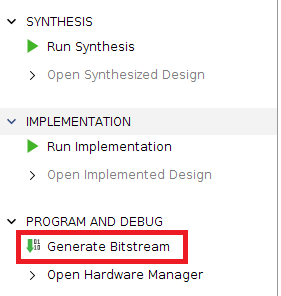 SYNTHESIS
Run Synthesis
Open Synthesized Design
IMPLEMENTATION
Run Implementation
Open Implemented Design
PROGRAM AND DEBUG
Generate Bitstream
Open Hardware Manager